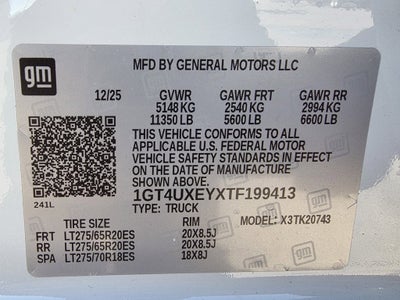 gm
MFD BY GENERAL MOTORS LLC
12/25 GVWR GAWR FRT GAWR RR
5148 KG 2540 KG 2994 KG
11350 LB 5600 LB 6600 LB
THIS VEHICLE CONFORMS TO ALL
APPLICABLE U.S. FEDERAL MOTOR
VEHICLE SAFETY STANDARDS IN EFFECT
ON THE DATE OF MANUFACTURE
SHOWN ABOVE.
1GT4UXEYXTF199413
241L TYPE: TRUCK
TIRE SIZE RIM MODEL: X3TK20743
FRT LT275/65R20ES 20X8.5J
RR LT275/65R20ES 20X8.5J
SPA LT275/70R18ES 18X8J